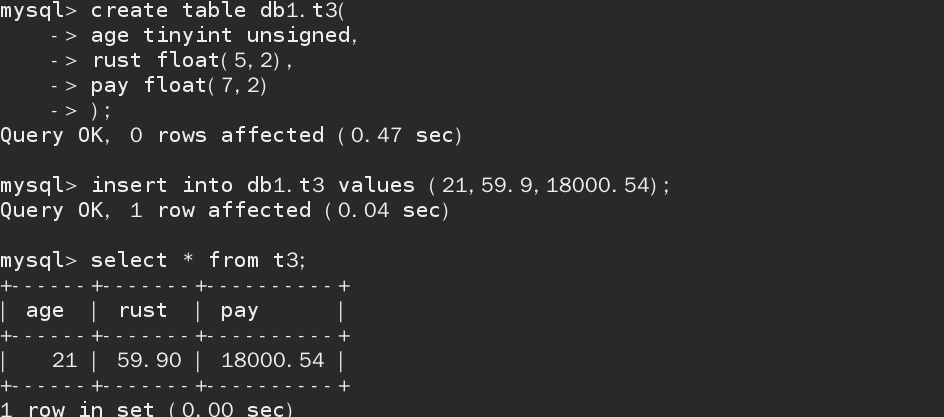 mysql> create table db1.t3(
    -> age tinyint unsigned,
    -> rust float(5,2),
    -> pay float(7,2)
    -> );
Query OK, 0 rows affected (0.47 sec)

mysql> insert into db1.t3 values (21,59.9,18000.54);
Query OK, 1 row affected (0.04 sec)

mysql> select * from t3;
+------+-------+----------+
| age  | rust  | pay      |
+------+-------+----------+
|   21 | 59.90 | 18000.54 |
+------+-------+----------+
1 row in set (0.00 sec)